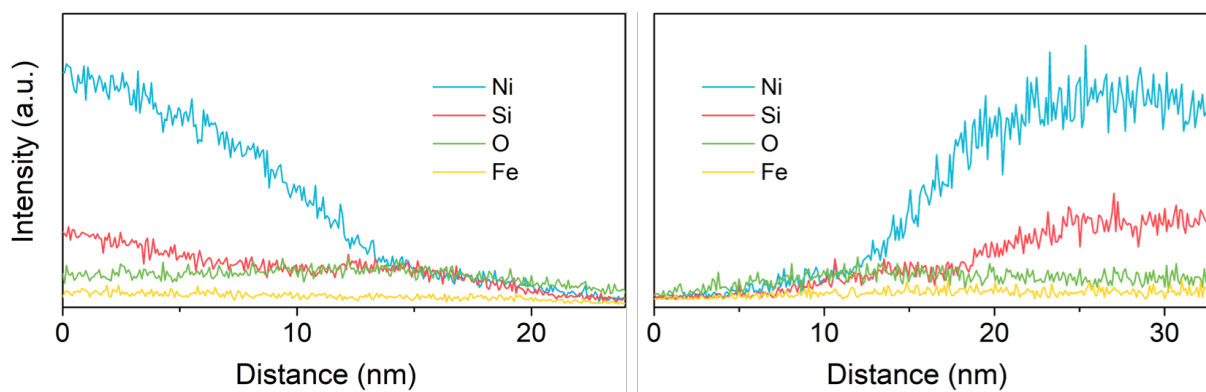 Intensity (a.u.)
Ni
Si
O
Fe
0
10
20
Distance (nm)
Ni
Si
O
Fe
0
10
20
30
Distance (nm)